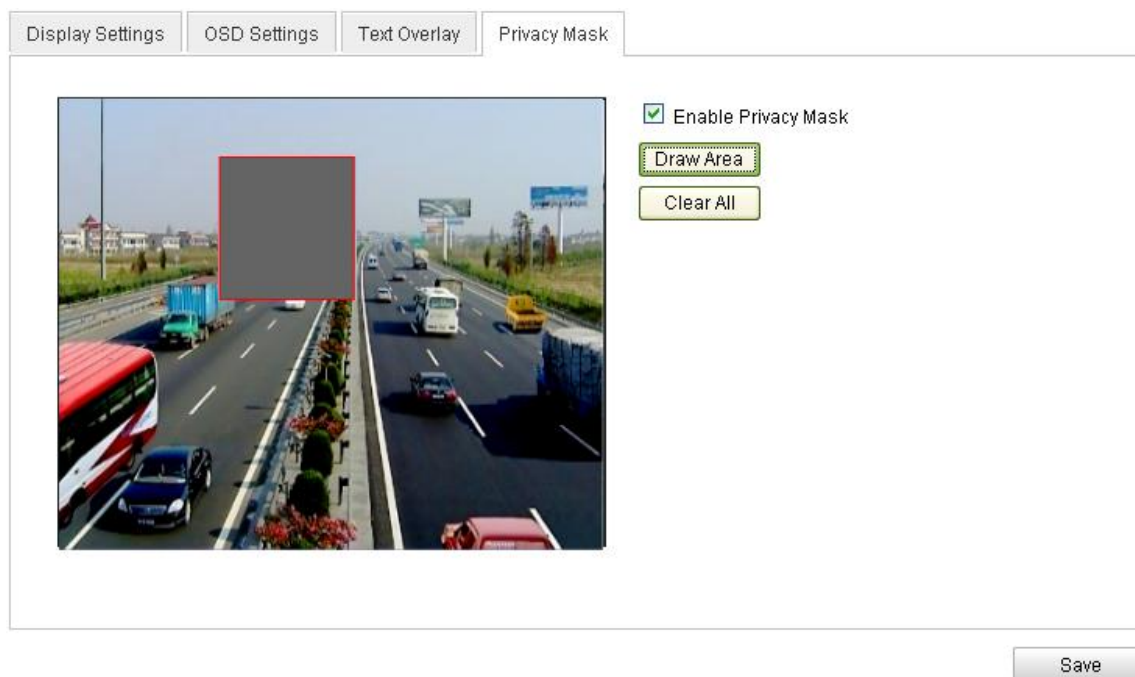 Display Settings
OSD Settings
Text Overlay
Privacy Mask
Enable Privacy Mask
Draw Area
Clear All
Save